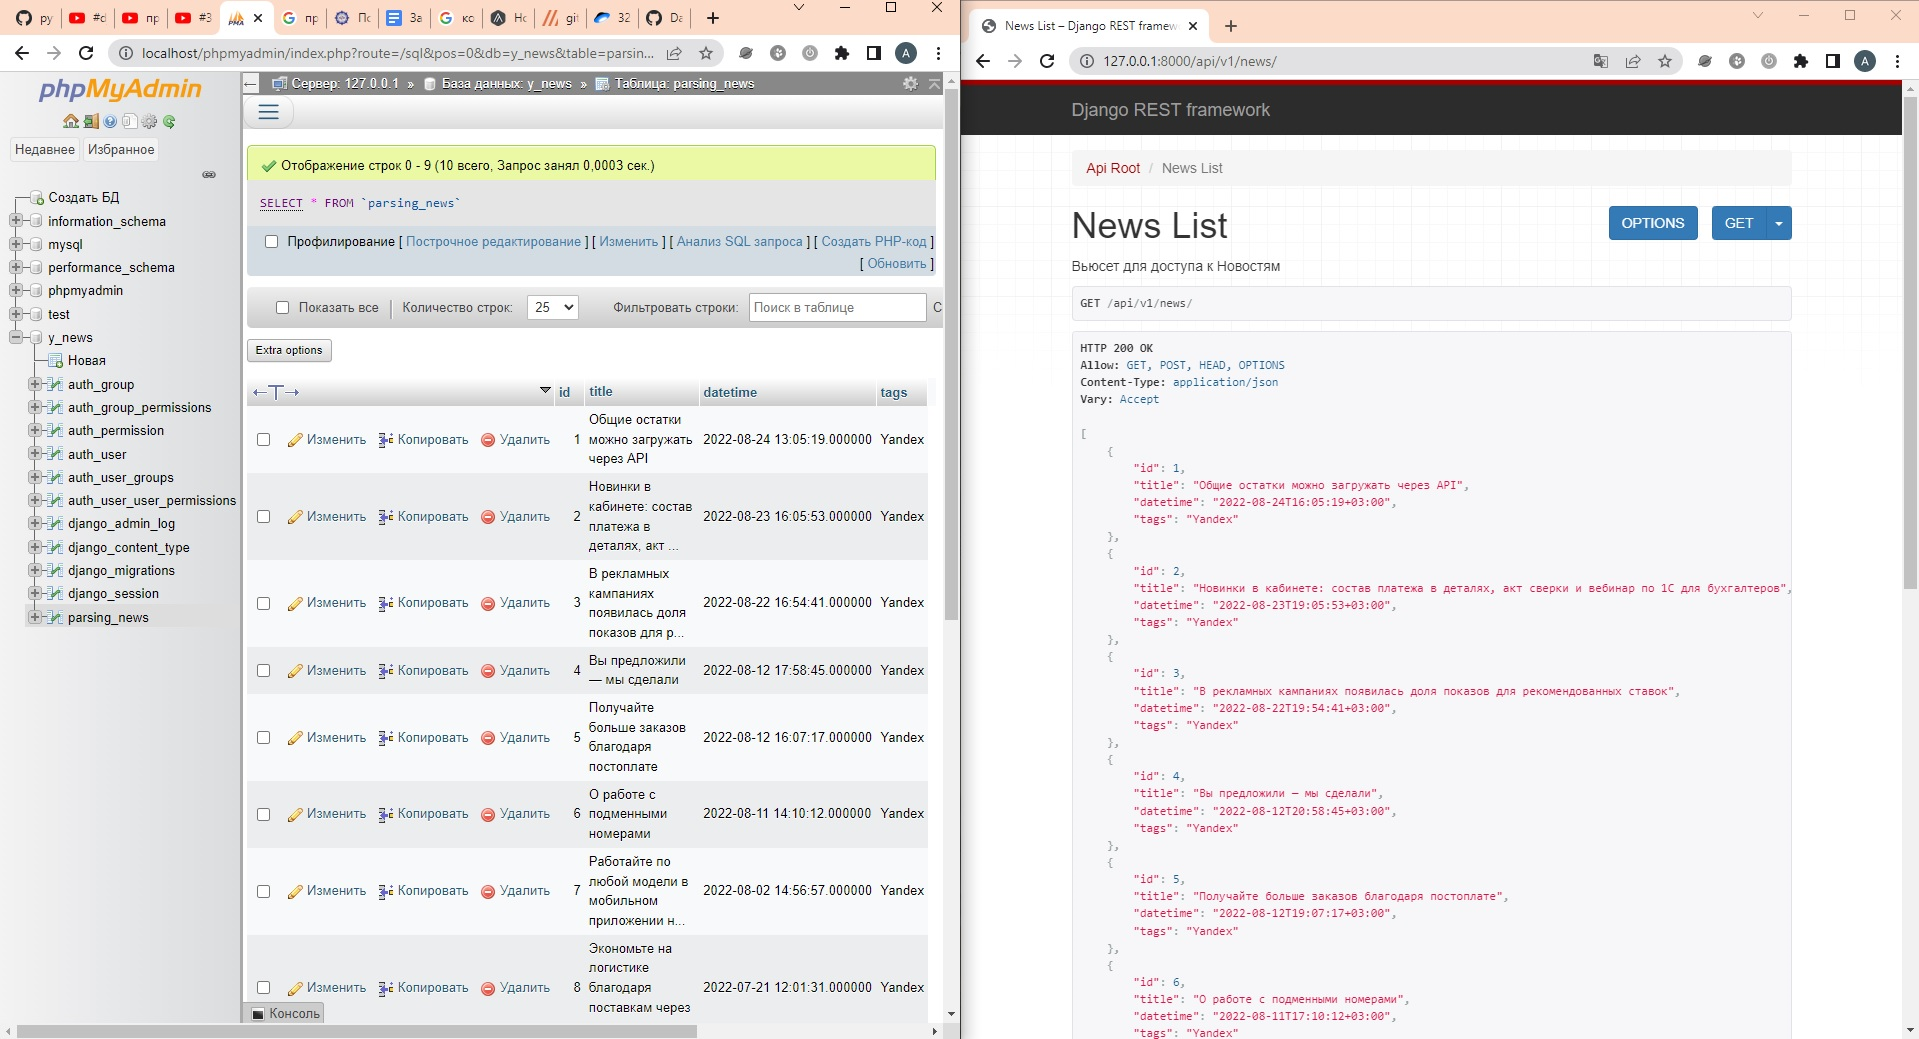 py
#d
пр
#3
пр
По
За
ко
Нс
git
32
Da
localhost/phpmyadmin/index.php?route=/sql&pos=0&db=y_news&table=parsin...
A
phpMyAdmin
Недавнее
Избранное
Создать БД
information_schema
mysql
performance_schema
phpmyadmin
test
y_news
Новая
auth_group
auth_group_permissions
auth_permission
auth_user
auth_user_groups
auth_user_user_permissions
django_admin_log
django_content_type
django_migrations
django_session
parsing_news
Сервер: 127.0.0.1 » База данных: y_news » Таблица: parsing_news
Отображение строк 0 - 9 (10 всего, Запрос занял 0,0003 сек.)
SELECT * FROM `parsing_news`
Профилирование [ Построчное редактирование ] [ Изменить ] [ Анализ SQL запроса ] [ Создать PHP-код ]
[ Обновить ]
Показать все
Количество строк:
25
Фильтровать строки:
Поиск в таблице
С
Extra options
←T→ id title datetime tags
Изменить Копировать Удалить 1 Общие остатки можно загружать через API 2022-08-24 13:05:19.000000 Yandex
Изменить Копировать Удалить 2 Новинки в кабинете: состав платежа в деталях, акт ... 2022-08-23 16:05:53.000000 Yandex
Изменить Копировать Удалить 3 В рекламных кампаниях появилась доля показов для р... 2022-08-22 16:54:41.000000 Yandex
Изменить Копировать Удалить 4 Вы предложили — мы сделали 2022-08-12 17:58:45.000000 Yandex
Изменить Копировать Удалить 5 Получайте больше заказов благодаря постоплате 2022-08-12 16:07:17.000000 Yandex
Изменить Копировать Удалить 6 О работе с подменными номерами 2022-08-11 14:10:12.000000 Yandex
Изменить Копировать Удалить 7 Работайте по любой модели в мобильном приложении н... 2022-08-02 14:56:57.000000 Yandex
Изменить Копировать Удалить 8 Экономьте на логистике благодаря поставкам через 2022-07-21 12:01:31.000000 Yandex
Консоль
News List – Django REST framew
127.0.0.1:8000/api/v1/news/
A
Django REST framework
Api Root / News List
News List
OPTIONS
GET
Вьюсет для доступа к Новостям
GET /api/v1/news/
HTTP 200 OK
Allow: GET, POST, HEAD, OPTIONS
Content-Type: application/json
Vary: Accept
[
{
"id": 1,
"title": "Общие остатки можно загружать через API",
"datetime": "2022-08-24T16:05:19+03:00",
"tags": "Yandex"
},
{
"id": 2,
"title": "Новинки в кабинете: состав платежа в деталях, акт сверки и вебинар по 1С для бухгалтеров",
"datetime": "2022-08-23T19:05:53+03:00",
"tags": "Yandex"
},
{
"id": 3,
"title": "В рекламных кампаниях появилась доля показов для рекомендованных ставок",
"datetime": "2022-08-22T19:54:41+03:00",
"tags": "Yandex"
},
{
"id": 4,
"title": "Вы предложили — мы сделали",
"datetime": "2022-08-12T20:58:45+03:00",
"tags": "Yandex"
},
{
"id": 5,
"title": "Получайте больше заказов благодаря постоплате",
"datetime": "2022-08-12T19:07:17+03:00",
"tags": "Yandex"
},
{
"id": 6,
"title": "О работе с подменными номерами",
"datetime": "2022-08-11T17:10:12+03:00",
"tags": "Yandex"